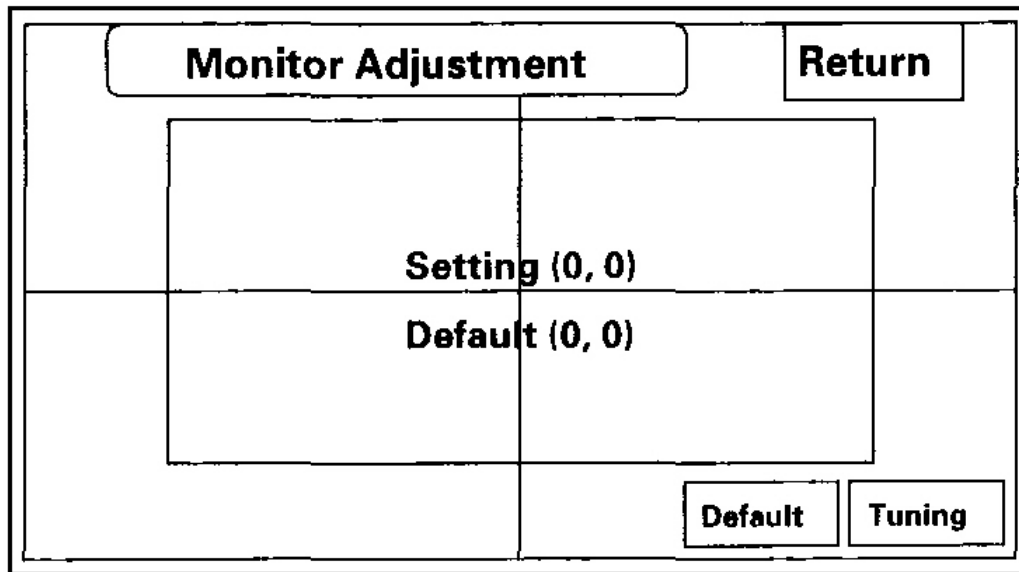 Monitor Adjustment
Return
Setting (0, 0)
Default (0, 0)
Default
Tuning